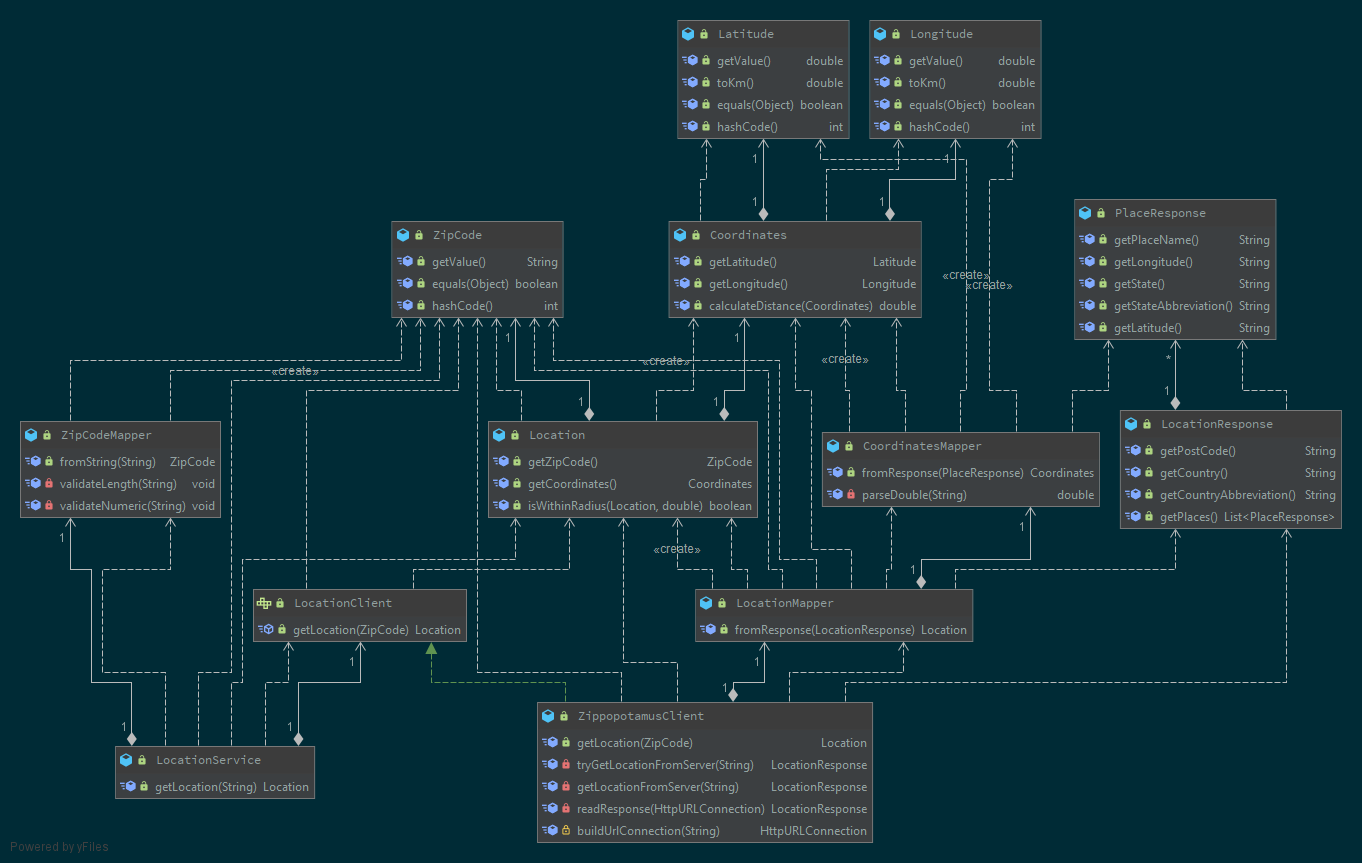 Latitude
getValue() double
toKm() double
equals(Object) boolean
hashCode() int
Longitude
getValue() double
toKm() double
equals(Object) boolean
hashCode() int
1
1
1
1
PlaceResponse
getPlaceName() String
getLongitude() String
getState() String
getStateAbbreviation() String
getLatitude() String
ZipCode
getValue() String
equals(Object) boolean
hashCode() int
Coordinates
getLatitude() Latitude
getLongitude() Longitude
calculateDistance(Coordinates) double
«create»
«create»
1
1
«create»
«create»
*
«create»
1
1
1
ZipCodeMapper
fromString(String) ZipCode
validateLength(String) void
validateNumeric(String) void
Location
getZipCode() ZipCode
getCoordinates() Coordinates
isWithinRadius(Location, double) boolean
CoordinatesMapper
fromResponse(PlaceResponse) Coordinates
parseDouble(String) double
LocationResponse
getPostCode() String
getCountry() String
getCountryAbbreviation() String
getPlaces() List<PlaceResponse>
1
1
«create»
1
LocationClient
getLocation(ZipCode) Location
LocationMapper
fromResponse(LocationResponse) Location
1
1
1
1
1
LocationService
getLocation(String) Location
ZippopotamusClient
getLocation(ZipCode) Location
tryGetLocationFromServer(String) LocationResponse
getLocationFromServer(String) LocationResponse
readResponse(HttpURLConnection) LocationResponse
buildUrlConnection(String) HttpURLConnection
Powered by yFiles